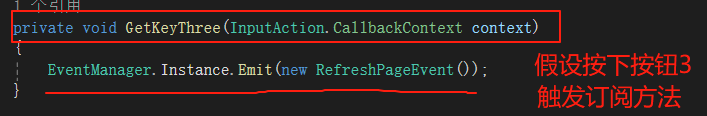 1 个引用
private void GetKeyThree(InputAction.CallbackContext context)
{
EventManager.Instance.Emit(new RefreshPageEvent());
}
假设按下按钮3
触发订阅方法